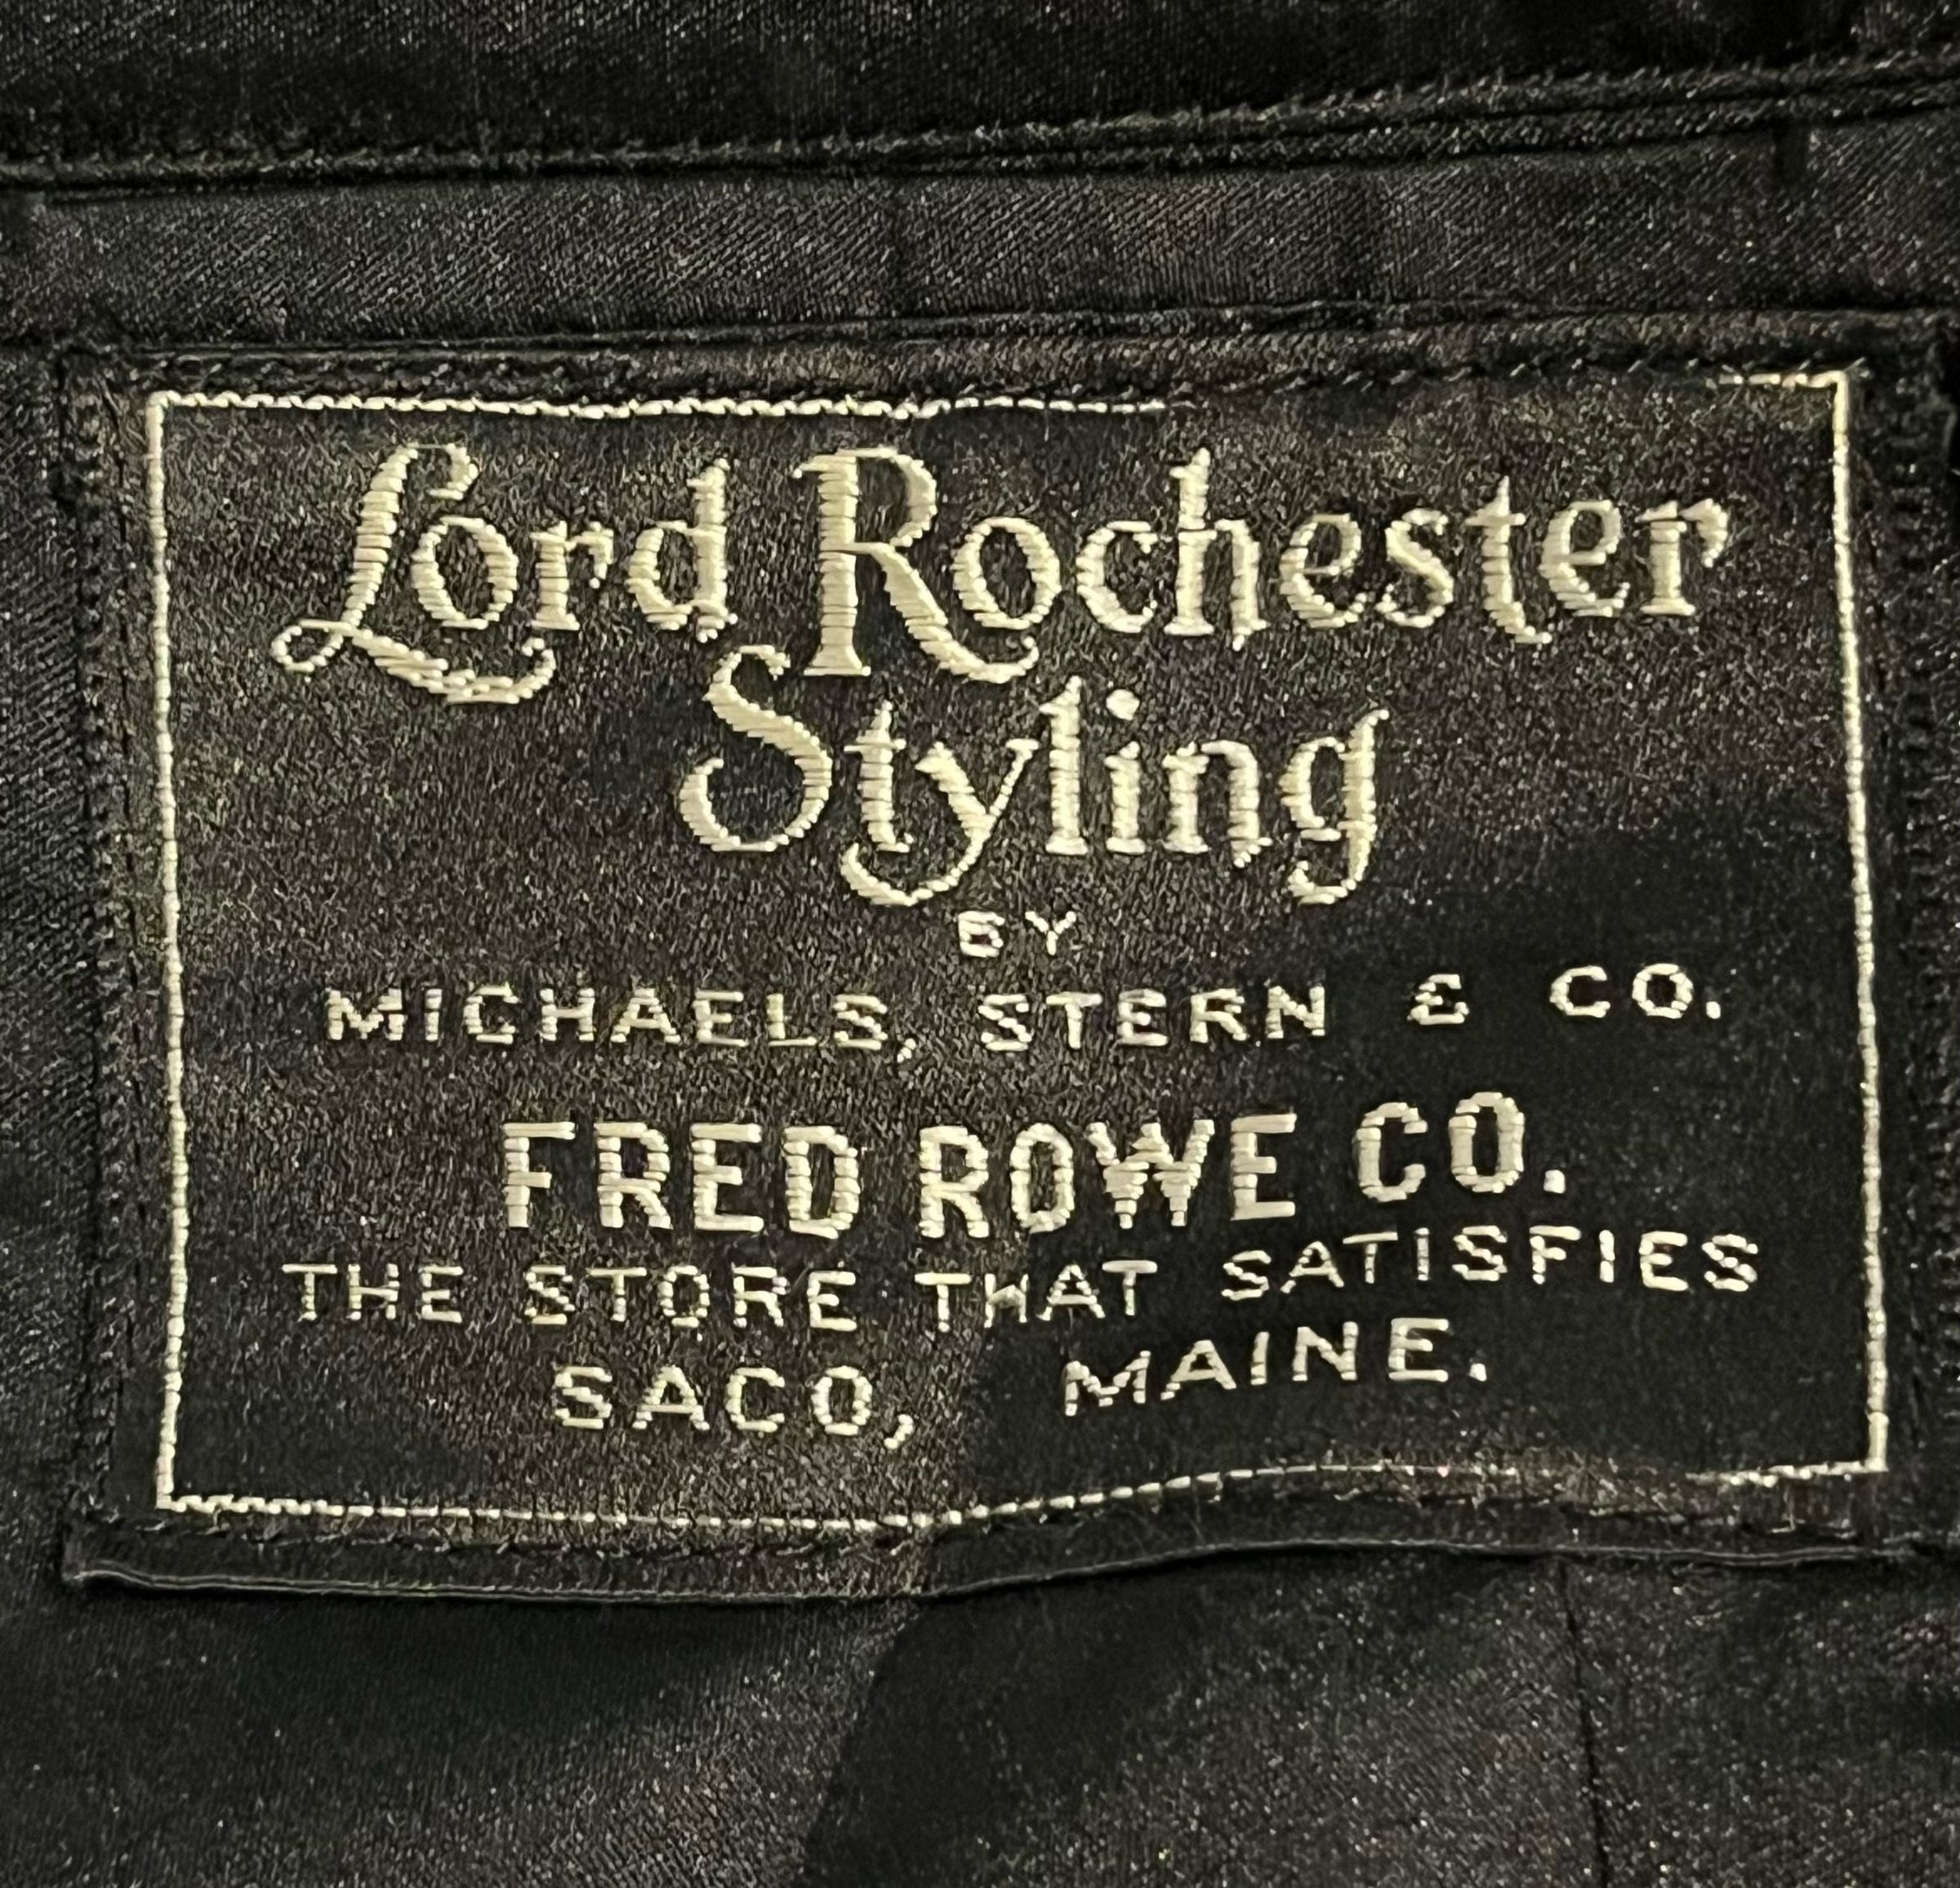 Lord Rochester
Styling
BY
MICHAELS, STERN & CO.
FRED ROWE CO.
THE STORE THAT SATISFIES
SACO, MAINE.